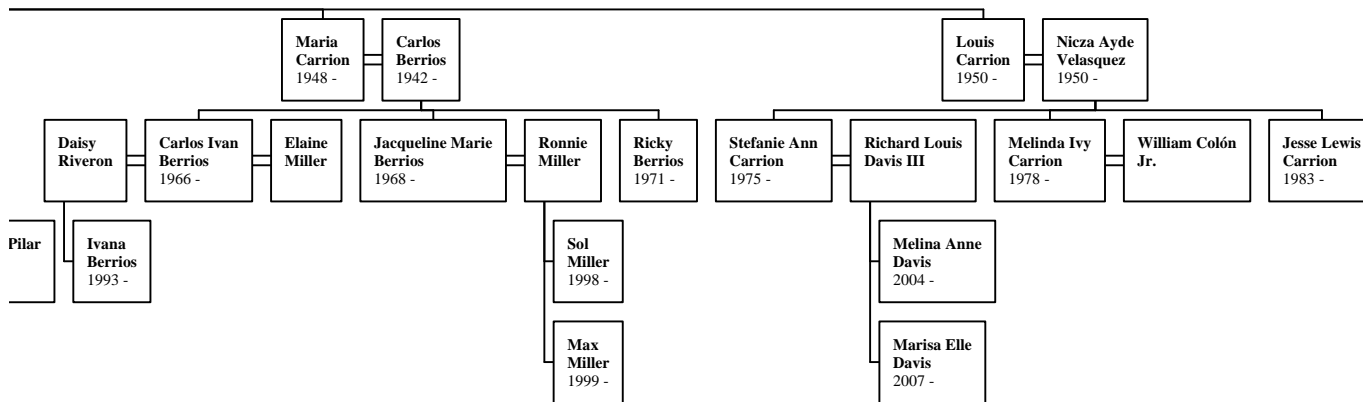 Maria
Carrion
1948 -
Carlos
Berrios
1942 -
Louis
Carrion
1950 -
Nicza Ayde
Velasquez
1950 -
Daisy
Riveron
Carlos Ivan
Berrios
1966 -
Elaine
Miller
Jacqueline Marie
Berrios
1968 -
Ronnie
Miller
Ricky
Berrios
1971 -
Stefanie Ann
Carrion
1975 -
Richard Louis
Davis III
Melinda Ivy
Carrion
1978 -
William Colón
Jr.
Jesse Lewis
Carrion
1983 -
Pilar
Ivana
Berrios
1993 -
Sol
Miller
1998 -
Melina Anne
Davis
2004 -
Max
Miller
1999 -
Marisa Elle
Davis
2007 -